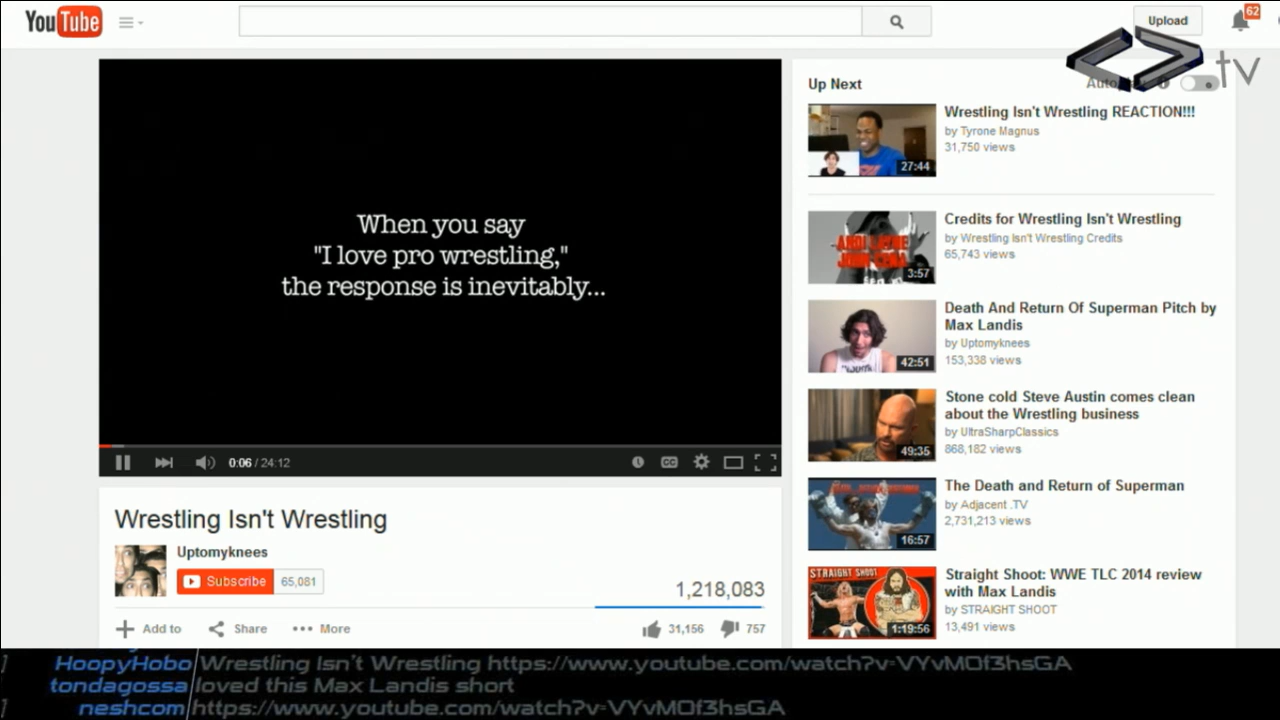 YouTube
Upload
62
tv
When you say
"I love pro wrestling,"
the response is inevitably...
0:06 / 24:12
CC
Wrestling Isn't Wrestling
Uptomyknees
Subscribe 65,081
1,218,083
Add to Share More 31,156 757
Up Next
Wrestling Isn't Wrestling REACTION!!!
by Tyrone Magnus
31,750 views
27:44
Credits for Wrestling Isn't Wrestling
by Wrestling Isn't Wrestling Credits
65,743 views
JOHN CENA
3:57
Death And Return Of Superman Pitch by
Max Landis
by Uptomyknees
153,338 views
42:51
Stone cold Steve Austin comes clean
about the Wrestling business
by UltraSharpClassics
868,182 views
49:35
The Death and Return of Superman
by Adjacent .TV
2,731,213 views
16:57
Straight Shoot: WWE TLC 2014 review
with Max Landis
by STRAIGHT SHOOT
13,491 views
STRAIGHT SHOOT
1:19:56
HoopyHobo Wrestling Isn't Wrestling https://www.youtube.com/watch?v=VYvMOf3hsGA
tondagossa loved this Max Landis short
neshcom https://www.youtube.com/watch?v=VYvMOf3hsGA